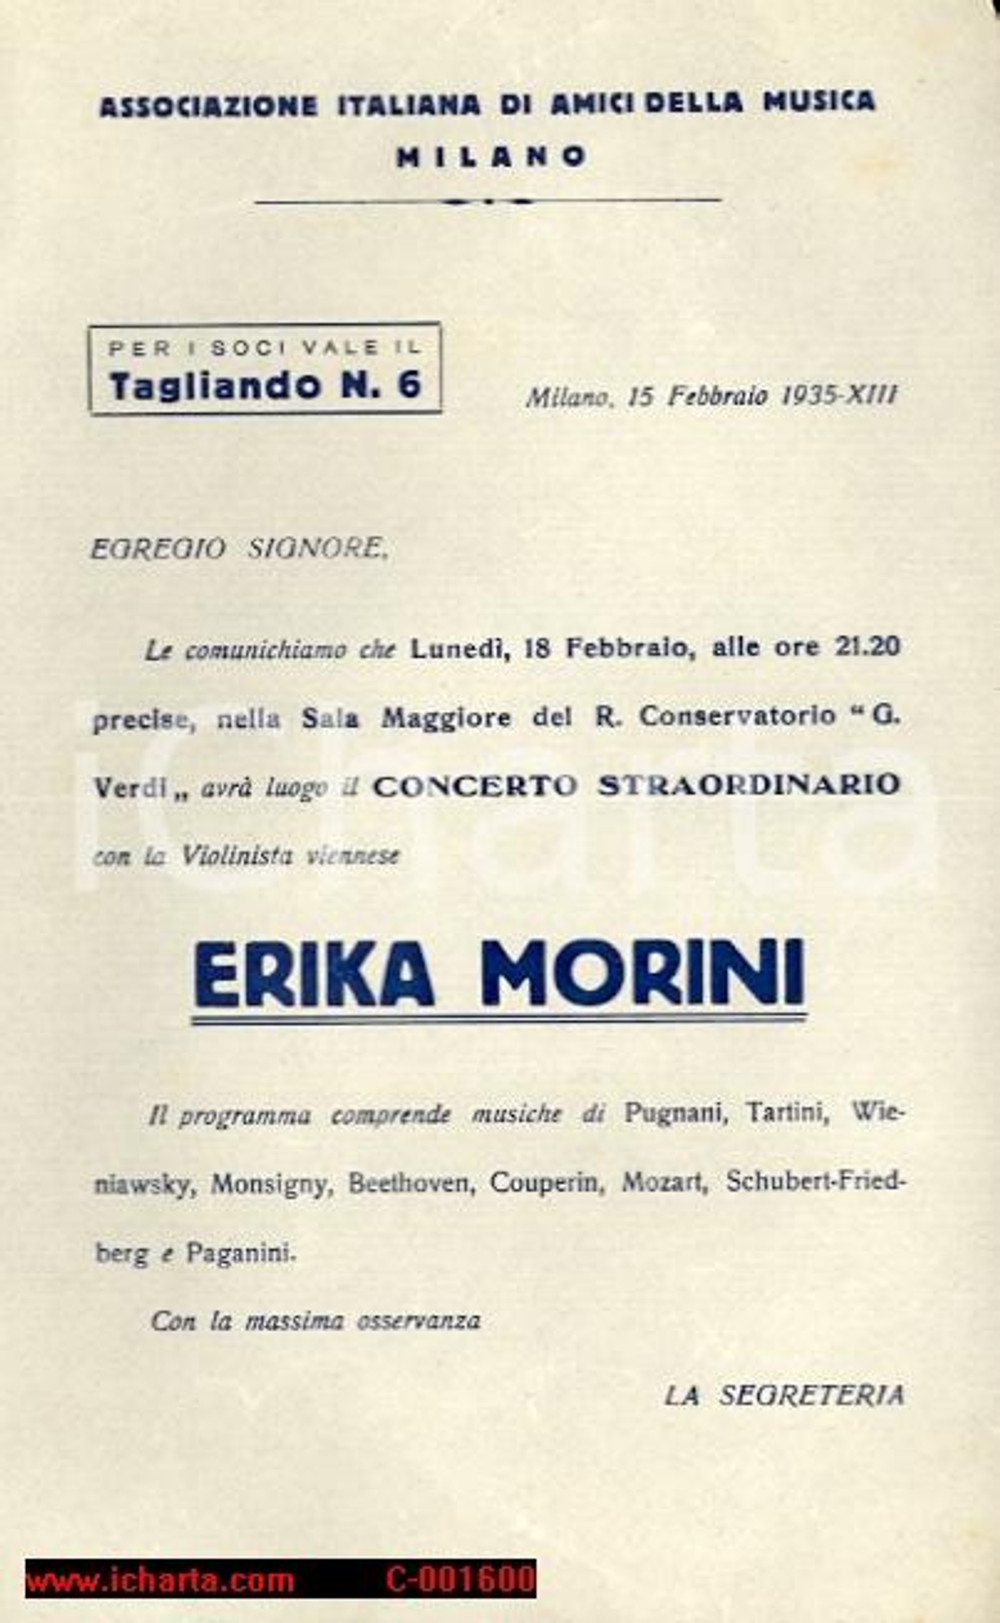 ASSOCIAZIONE ITALIANA DI AMICI DELLA MUSICA
MILANO
PER I SOCI VALE IL
Tagliando N. 6
Milano, 15 Febbraio 1935-XIII
EGREGIO SIGNORE,
Le comunichiamo che Lunedì, 18 Febbraio, alle ore 21.20
precise, nella Sala Maggiore del R. Conservatorio “ G.
Verdi „ avrà luogo il CONCERTO STRAORDINARIO
con la Violinista viennese
ERIKA MORINI
Il programma comprende musiche di Pugnani, Tartini, Wie-
niawsky, Monsigny, Beethoven, Couperin, Mozart, Schubert-Fried-
berg e Paganini.
Con la massima osservanza
LA SEGRETERIA
iCharta
www.icharta.com C-001600